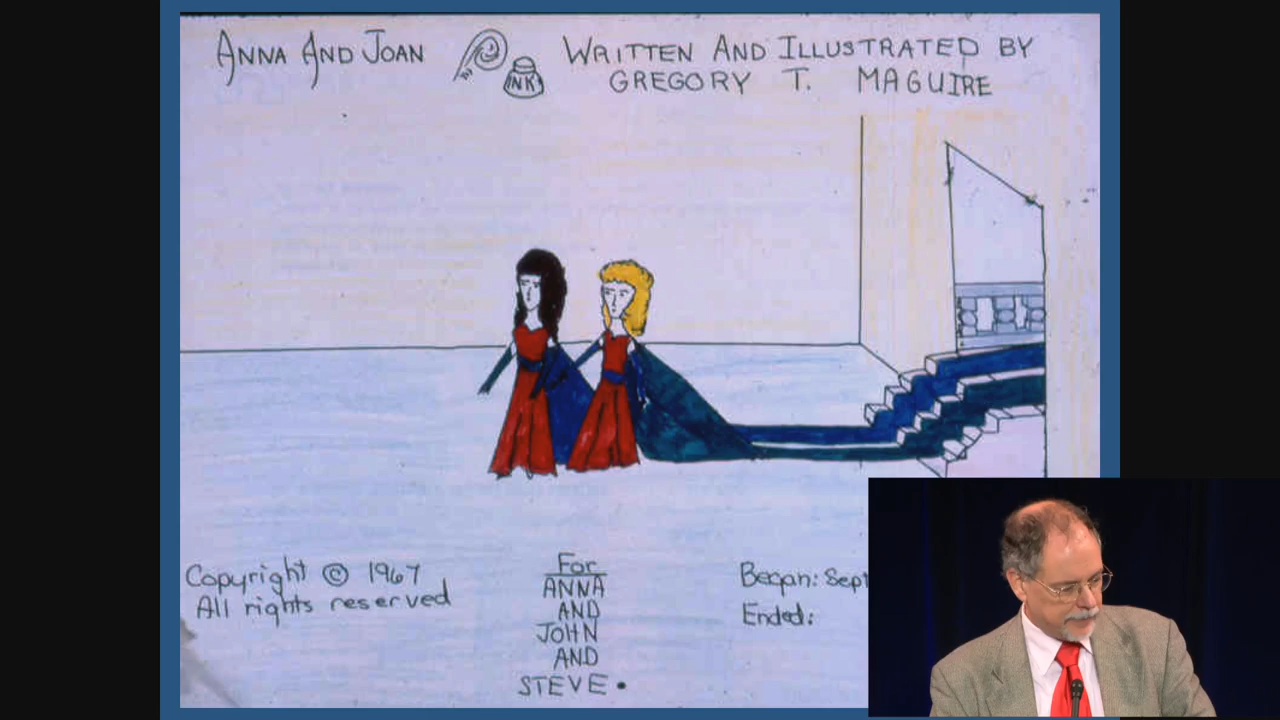 ANNA AND JOAN
INK
WRITTEN AND ILLUSTRATED BY
GREGORY T. MAGUIRE
Copyright © 1967
All rights reserved
For
ANNA
AND
JOHN
AND
STEVE.
Began: Sept
Ended: